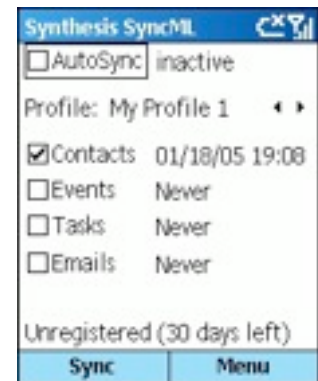 Synthesis SyncML
AutoSync inactive
Profile: My Profile 1
Contacts 01/18/05 19:08
Events Never
Tasks Never
Emails Never
Unregistered (30 days left)
Sync Menu